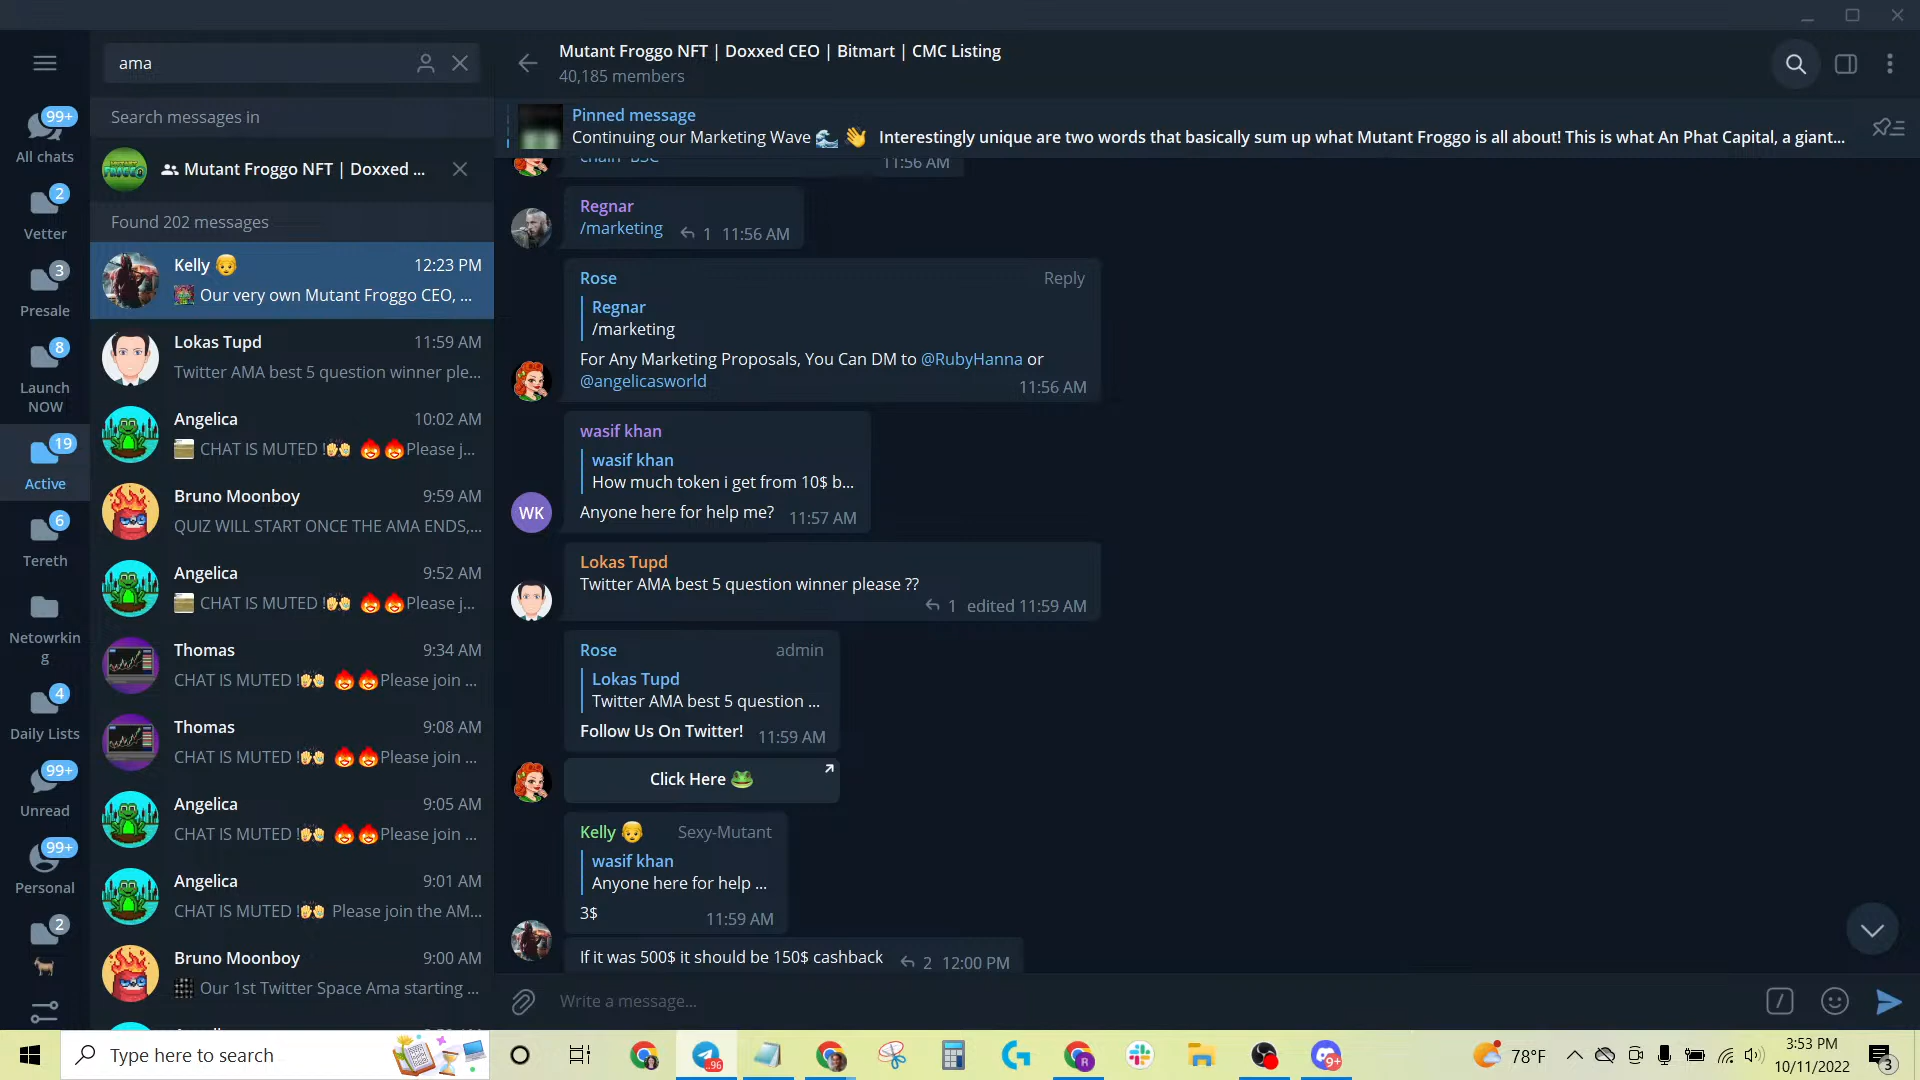 ama
Search messages in
Mutant Froggo NFT | Doxxed ...
Found 202 messages
99+
All chats
2
Vetter
3
Presale
8
Launch
NOW
19
Active
6
Tereth
Netowrkin
g
4
Daily Lists
99+
Unread
99+
Personal
2
Kelly 12:23 PM
Our very own Mutant Froggo CEO, ...
Lokas Tupd 11:59 AM
Twitter AMA best 5 question winner ple...
Angelica 10:02 AM
CHAT IS MUTED ! Please j...
Bruno Moonboy 9:59 AM
QUIZ WILL START ONCE THE AMA ENDS,...
Angelica 9:52 AM
CHAT IS MUTED ! Please j...
Thomas 9:34 AM
CHAT IS MUTED ! Please join ...
Thomas 9:08 AM
CHAT IS MUTED ! Please join ...
Angelica 9:05 AM
CHAT IS MUTED ! Please join ...
Angelica 9:01 AM
CHAT IS MUTED ! Please join the AM...
Bruno Moonboy 9:00 AM
Our 1st Twitter Space Ama starting ...
Mutant Froggo NFT | Doxxed CEO | Bitmart | CMC Listing
40,185 members
Pinned message
Continuing our Marketing Wave Interestingly unique are two words that basically sum up what Mutant Froggo is all about! This is what An Phat Capital, a giant...
chain BSC 11:56 AM
Regnar
/marketing 1 11:56 AM
Rose Reply
Regnar
/marketing
For Any Marketing Proposals, You Can DM to @RubyHanna or
@angelicasworld 11:56 AM
wasif khan
wasif khan
How much token i get from 10$ b...
WK
Anyone here for help me? 11:57 AM
Lokas Tupd
Twitter AMA best 5 question winner please ??
1 edited 11:59 AM
Rose admin
Lokas Tupd
Twitter AMA best 5 question ...
Follow Us On Twitter! 11:59 AM
Click Here
Kelly Sexy-Mutant
wasif khan
Anyone here for help ...
3$ 11:59 AM
If it was 500$ it should be 150$ cashback 2 12:00 PM
Write a message...
Type here to search
..96
R
9+
78°F
3:53 PM
10/11/2022
3